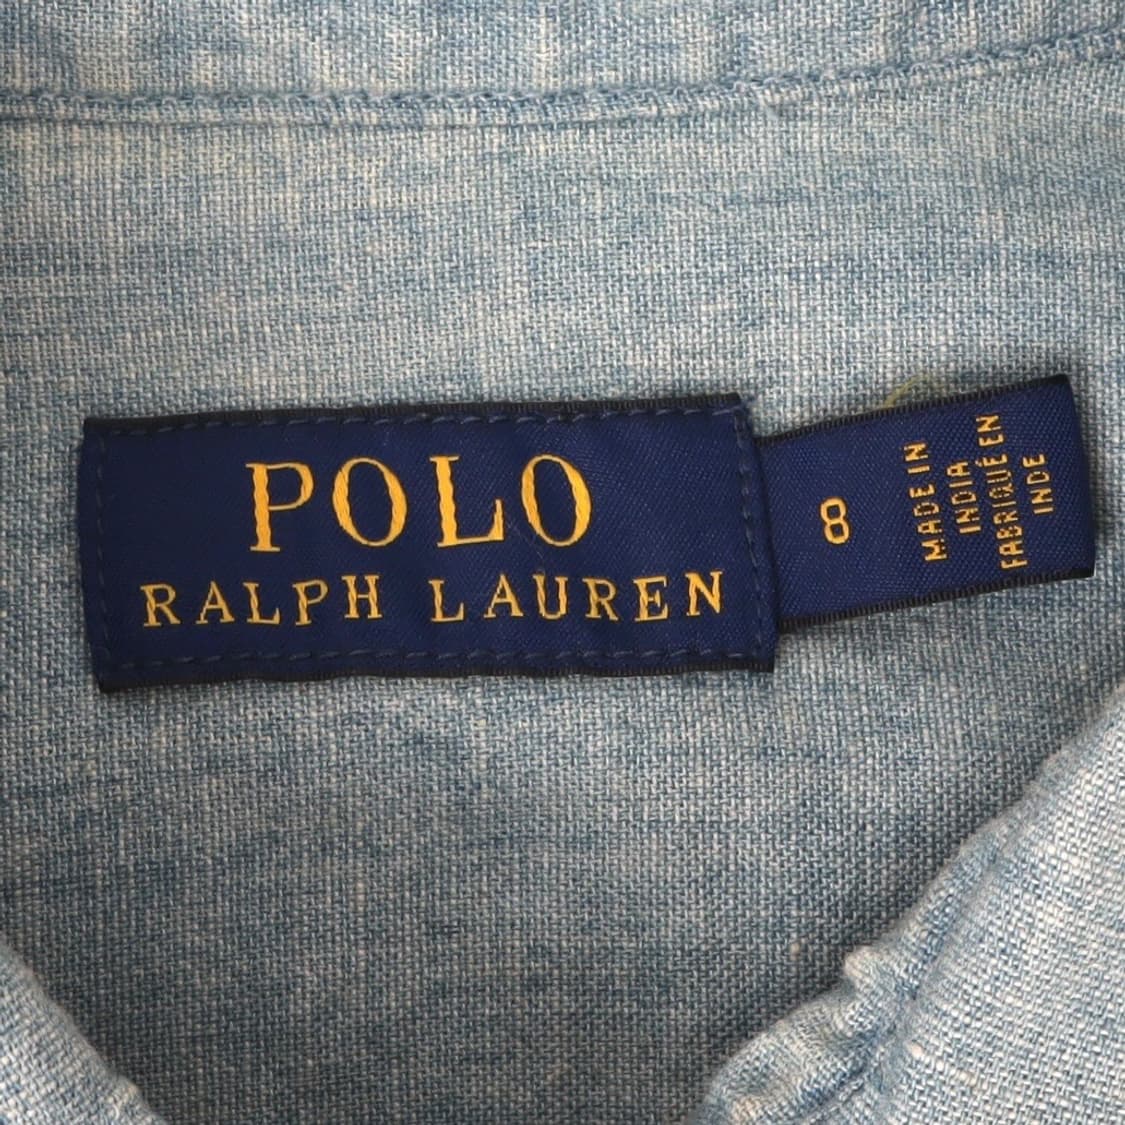 POLO
RALPH LAUREN
8
MADE IN
INDIA
FABRIQUÉ EN
INDE